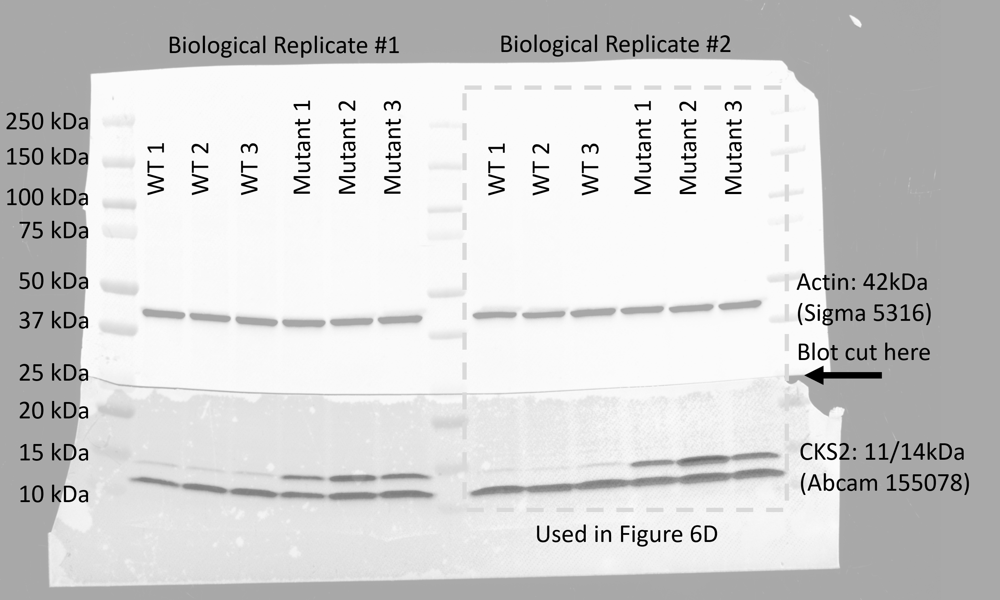 Biological Replicate #1
Biological Replicate #2
250 kDa
150 kDa
100 kDa
75 kDa
50 kDa
37 kDa
25 kDa
20 kDa
15 kDa
10 kDa
WT 1
WT 2
WT 3
Mutant 1
Mutant 2
Mutant 3
WT 1
WT 2
WT 3
Mutant 1
Mutant 2
Mutant 3
Actin: 42kDa
(Sigma 5316)
Blot cut here
CKS2: 11/14kDa
(Abcam 155078)
Used in Figure 6D